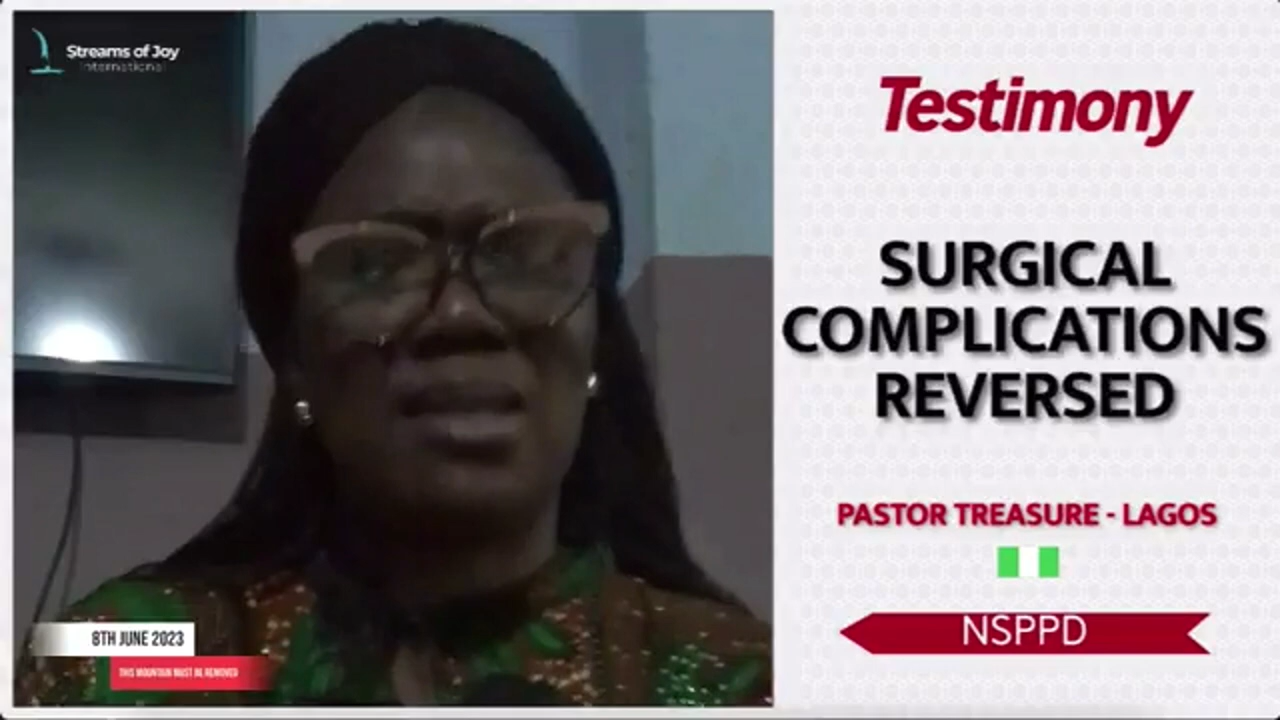 Streams of Joy
International
Testimony
SURGICAL
COMPLICATIONS
REVERSED
PASTOR TREASURE - LAGOS
NSPPD
8TH JUNE 2023
THIS MOUNTAIN MUST BE REMOVED